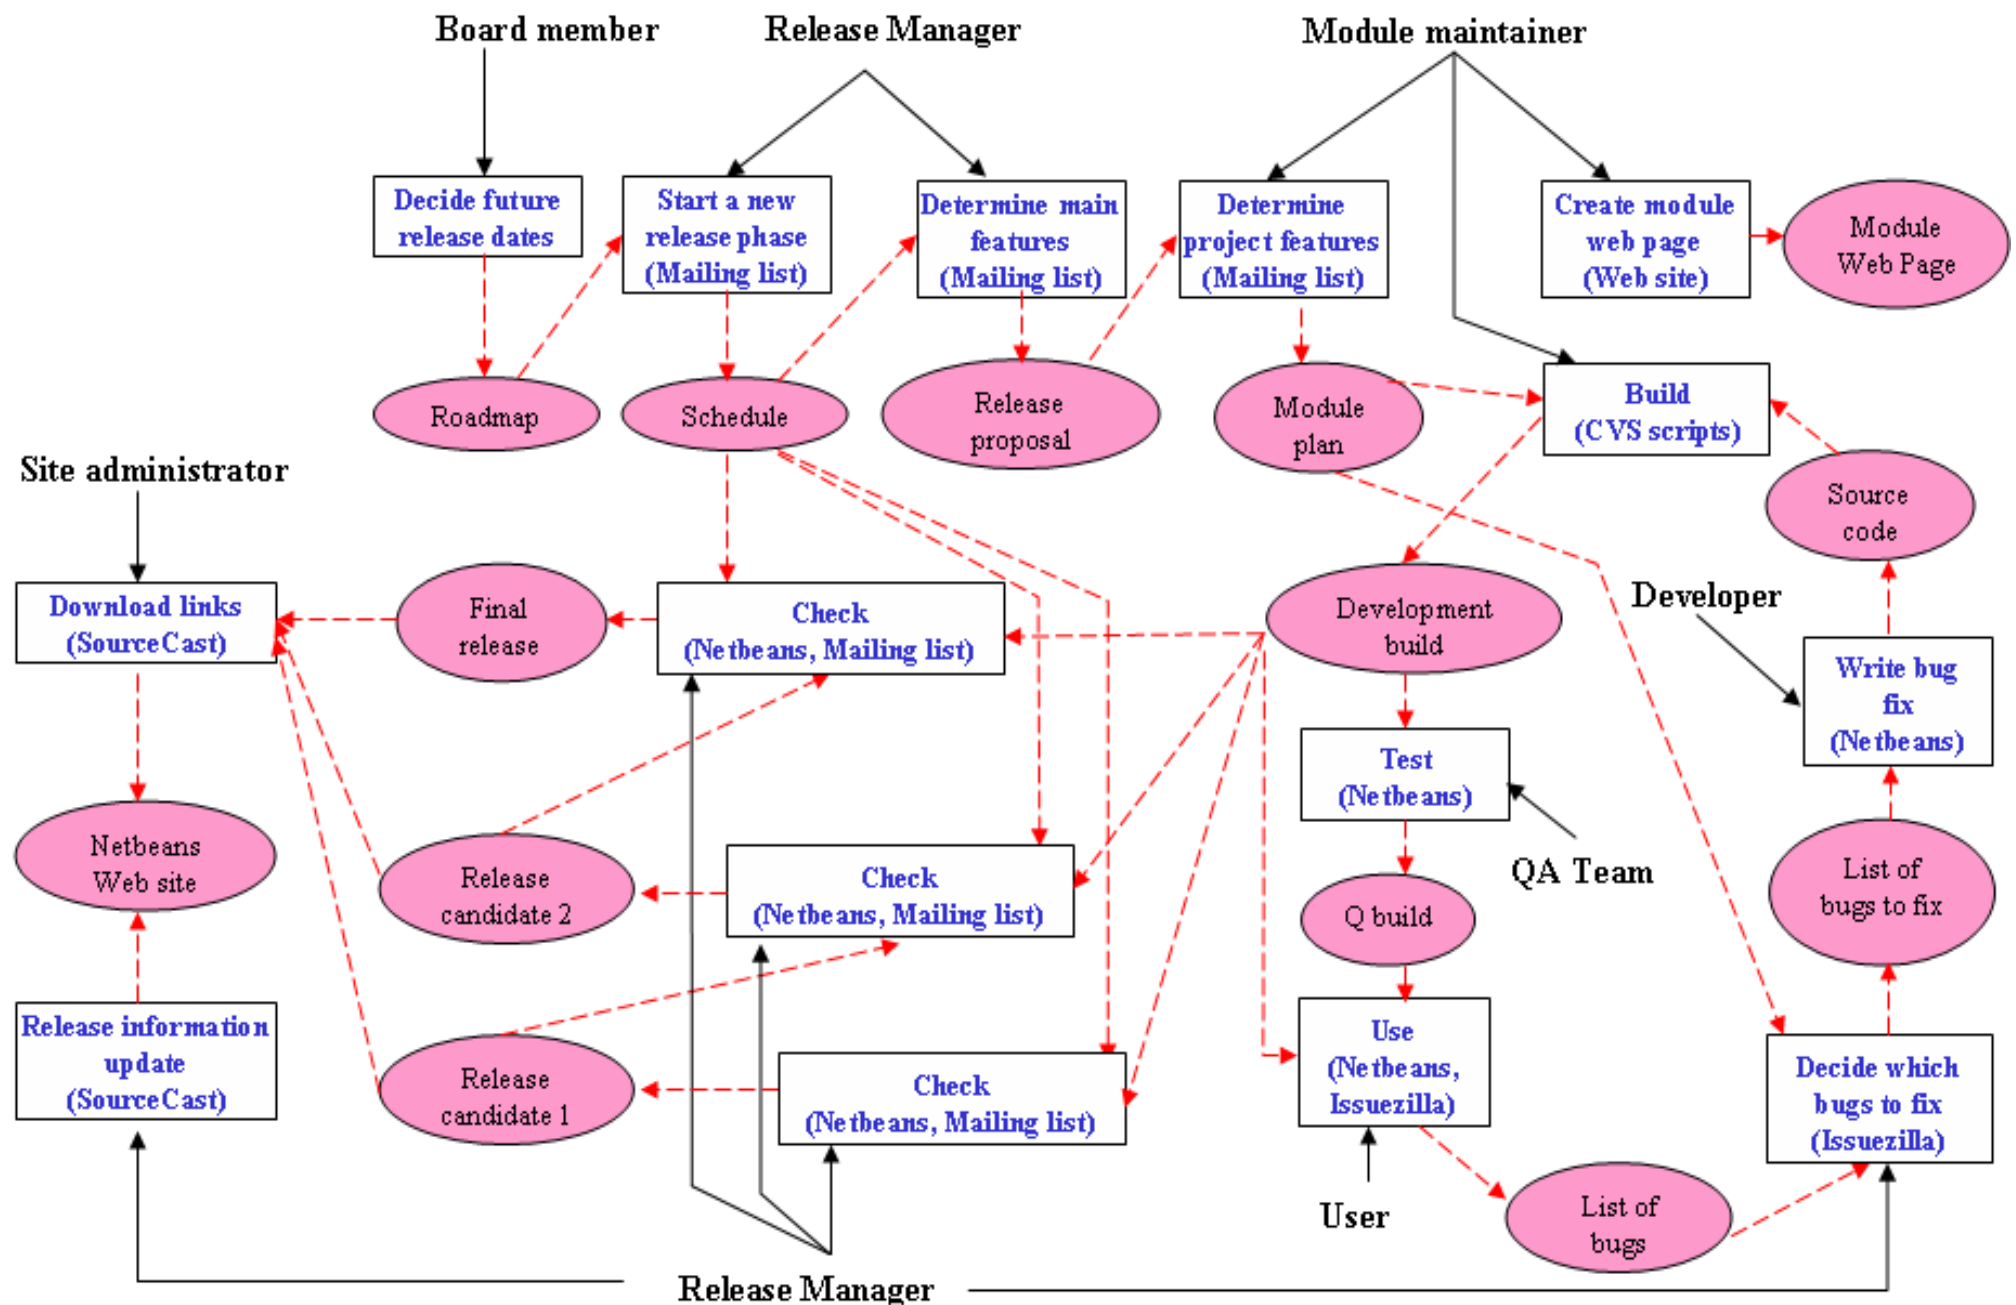 Board member
Release Manager
Module maintainer
Decide future
release dates
Start a new
release phase
(Mailing list)
Determine main
features
(Mailing list)
Determine
project features
(Mailing list)
Create module
web page
(Web site)
Module
Web Page
Roadmap
Schedule
Release
proposal
Module
plan
Build
(CVS scripts)
Site administrator
Source
code
Download links
(SourceCast)
Final
release
Check
(Netbeans, Mailing list)
Development
build
Developer
Write bug
fix
(Netbeans)
Test
(Netbeans)
Netbeans
Web site
Release
candidate 2
Check
(Netbeans, Mailing list)
QA Team
Q build
List of
bugs to fix
Release information
update
(SourceCast)
Release
candidate 1
Check
(Netbeans, Mailing list)
Use
(Netbeans,
Issuezilla)
Decide which
bugs to fix
(Issuezilla)
User
List of
bugs
Release Manager